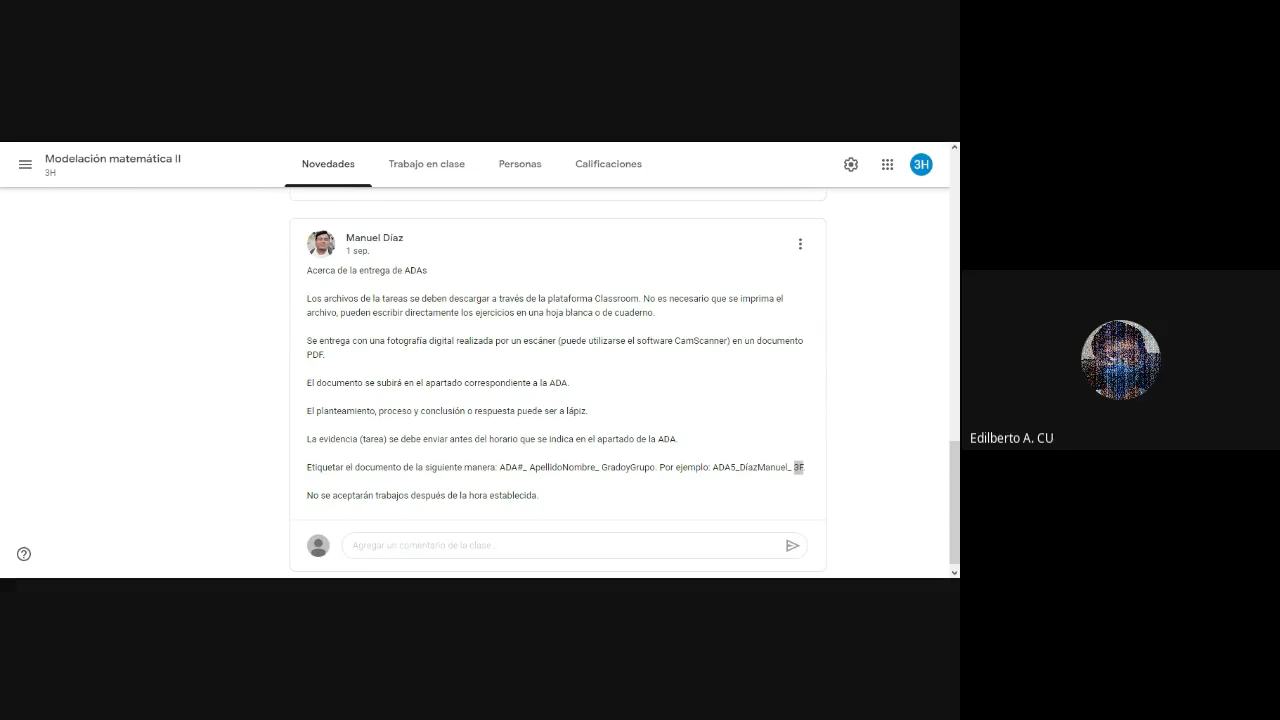 Modelación matemática II
3H
Novedades
Trabajo en clase
Personas
Calificaciones
3H
Manuel Díaz
1 sep.
Acerca de la entrega de ADAs
Los archivos de la tareas se deben descargar a través de la plataforma Classroom. No es necesario que se imprima el
archivo, pueden escribir directamente los ejercicios en una hoja blanca o de cuaderno.
Se entrega con una fotografía digital realizada por un escáner (puede utilizarse el software CamScanner) en un documento
PDF.
El documento se subirá en el apartado correspondiente a la ADA.
El planteamiento, proceso y conclusión o respuesta puede ser a lápiz.
La evidencia (tarea) se debe enviar antes del horario que se indica en el apartado de la ADA.
Etiquetar el documento de la siguiente manera: ADA#_ ApellidoNombre_ GradoyGrupo. Por ejemplo: ADA5_DíazManuel_ 3F.
No se aceptarán trabajos después de la hora establecida.
Agregar un comentario de la clase...
Edilberto A. CU